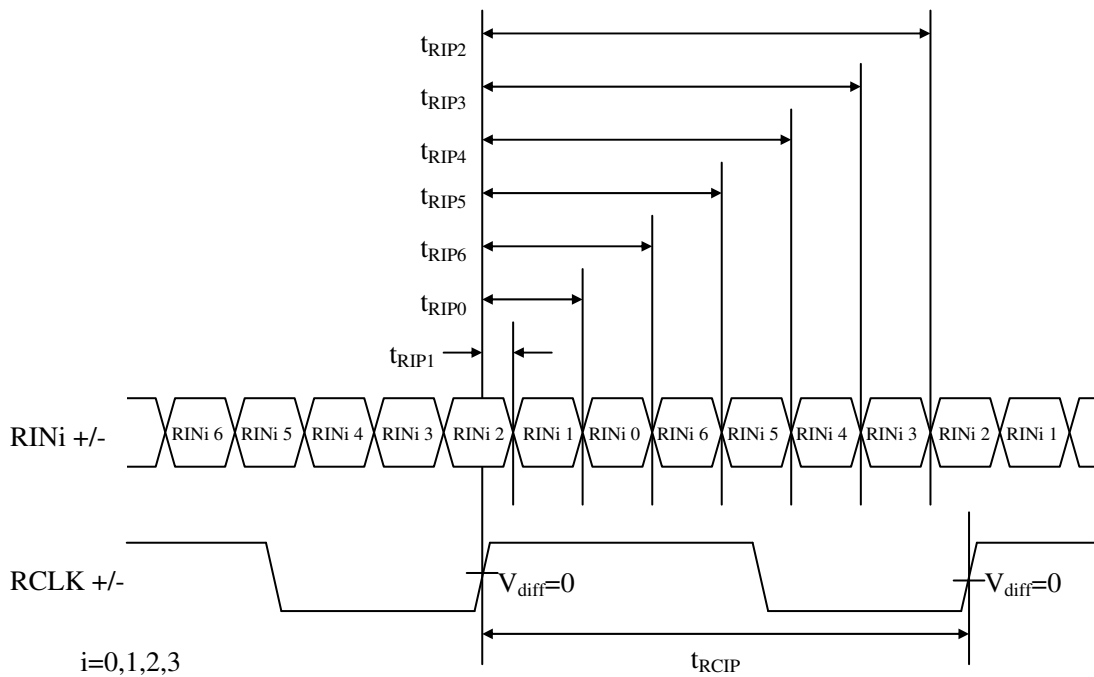 tRIP2
tRIP3
tRIP4
tRIP5
tRIP6
tRIP0
tRIP1
RINi +/-
RINi 6 RINi 5 RINi 4 RINi 3 RINi 2 RINi 1 RINi 0 RINi 6 RINi 5 RINi 4 RINi 3 RINi 2 RINi 1
RCLK +/-
Vdiff=0 Vdiff=0
tRCIP
i=0,1,2,3